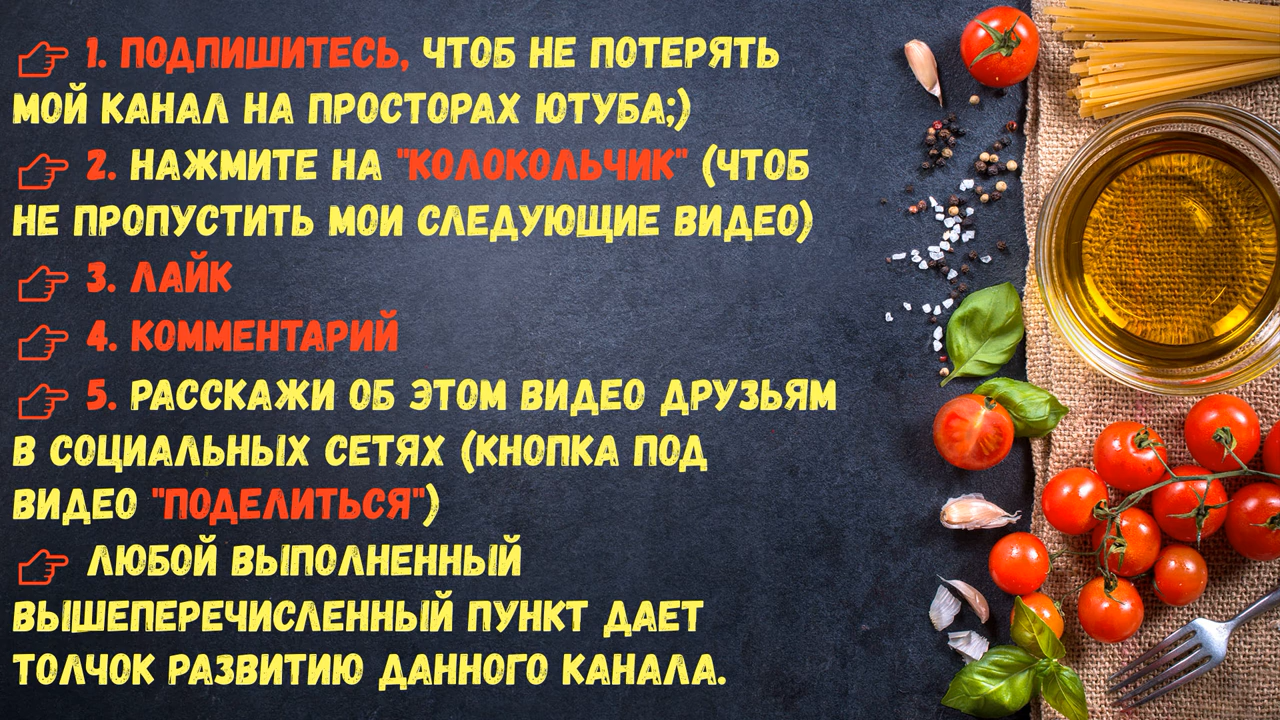 1. ПОДПИШИТЕСЬ, ЧТОБ НЕ ПОТЕРЯТЬ
МОЙ КАНАЛ НА ПРОСТОРАХ ЮТУБА;)
2. НАЖМИТЕ НА "КОЛОКОЛЬЧИК" (ЧТОБ
НЕ ПРОПУСТИТЬ МОИ СЛЕДУЮЩИЕ ВИДЕО)
3. ЛАЙК
4. КОММЕНТАРИЙ
5. РАССКАЖИ ОБ ЭТОМ ВИДЕО ДРУЗЬЯМ
В СОЦИАЛЬНЫХ СЕТЯХ (КНОПКА ПОД
ВИДЕО "ПОДЕЛИТЬСЯ")
ЛЮБОЙ ВЫПОЛНЕННЫЙ
ВЫШЕПЕРЕЧИСЛЕННЫЙ ПУНКТ ДАЕТ
ТОЛЧОК РАЗВИТИЮ ДАННОГО КАНАЛА.